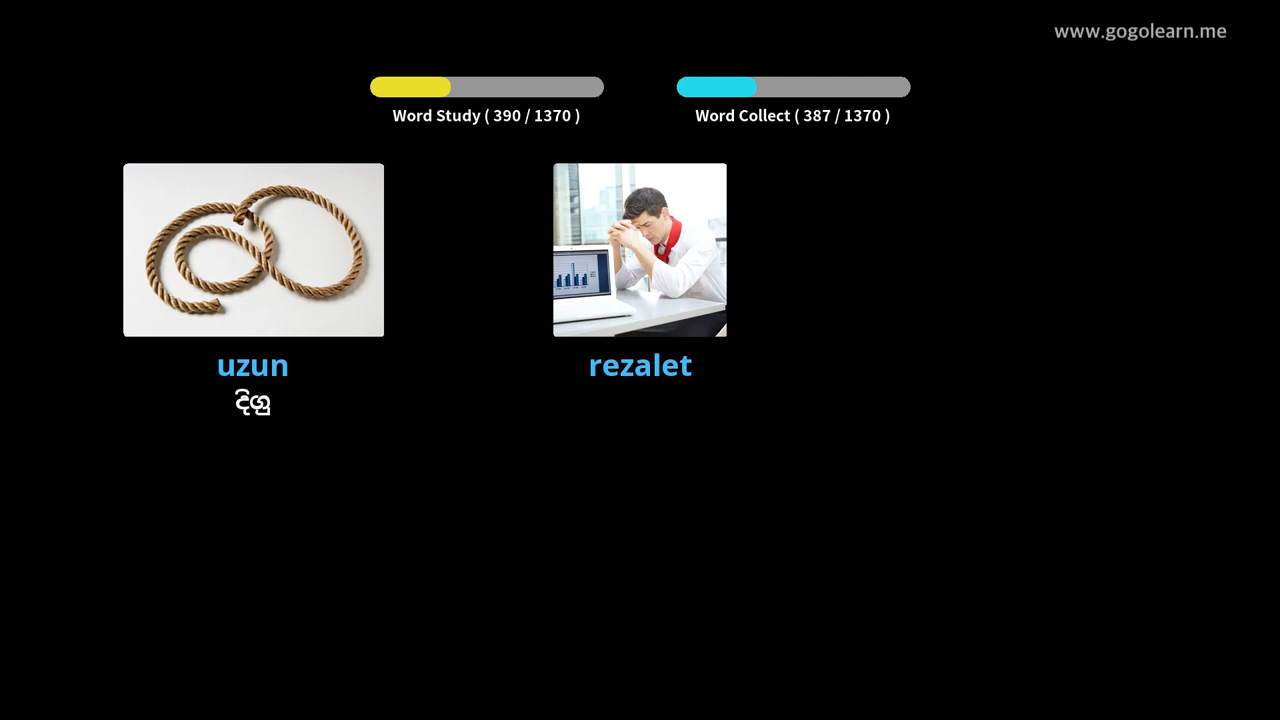 www.gogolearn.me
Word Study ( 390 / 1370 )
Word Collect ( 387 / 1370 )
uzun
දිගු
rezalet